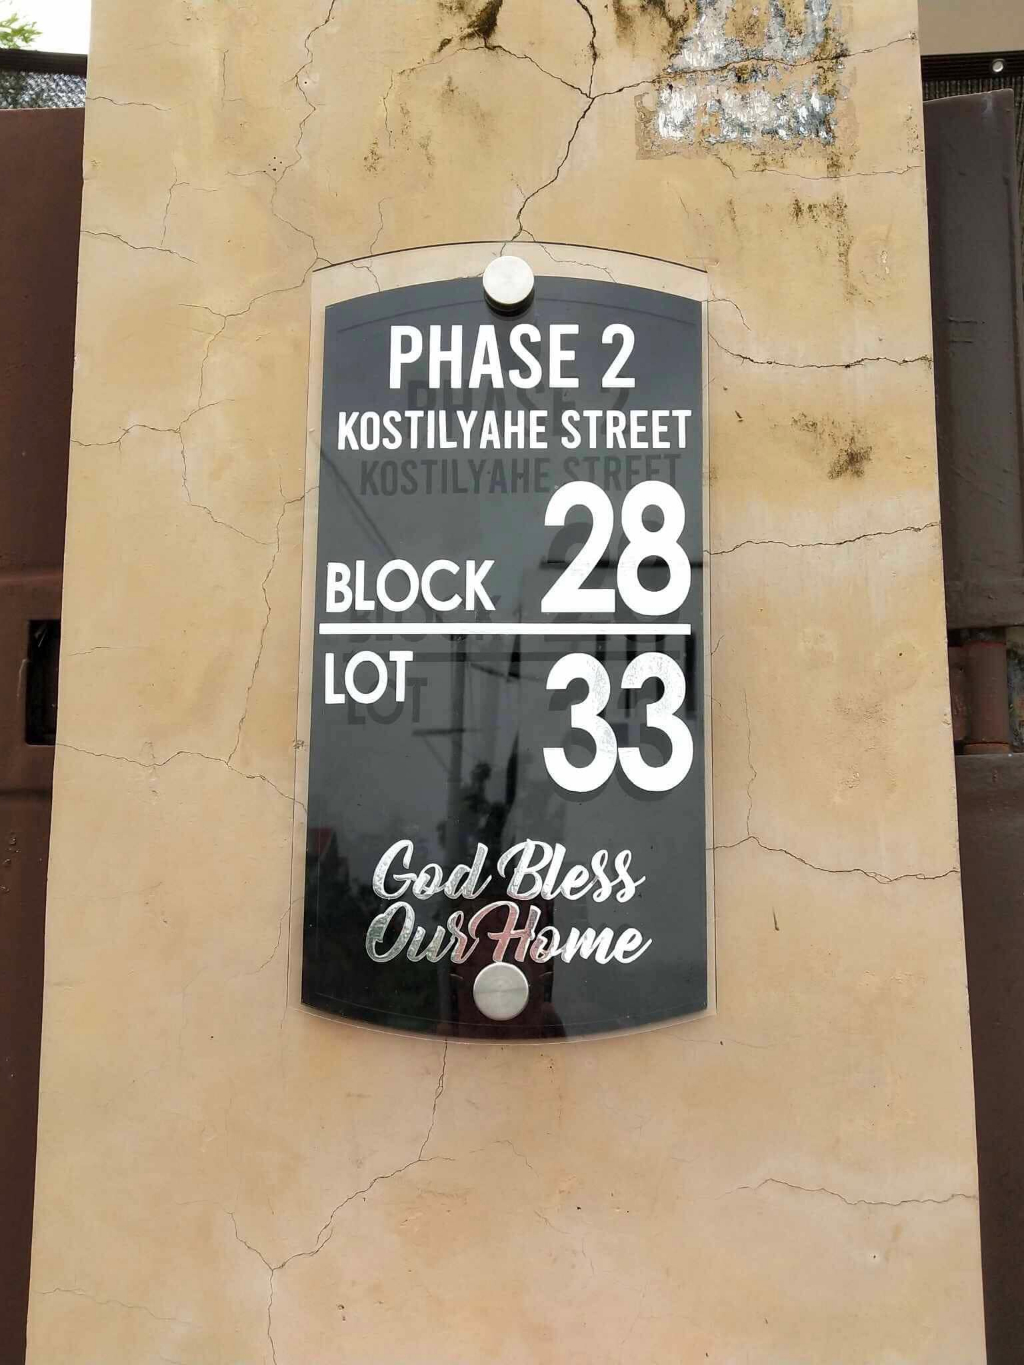 PHASE 2
KOSTILYAHE STREET
BLOCK 28
LOT 33
God Bless
Our Home